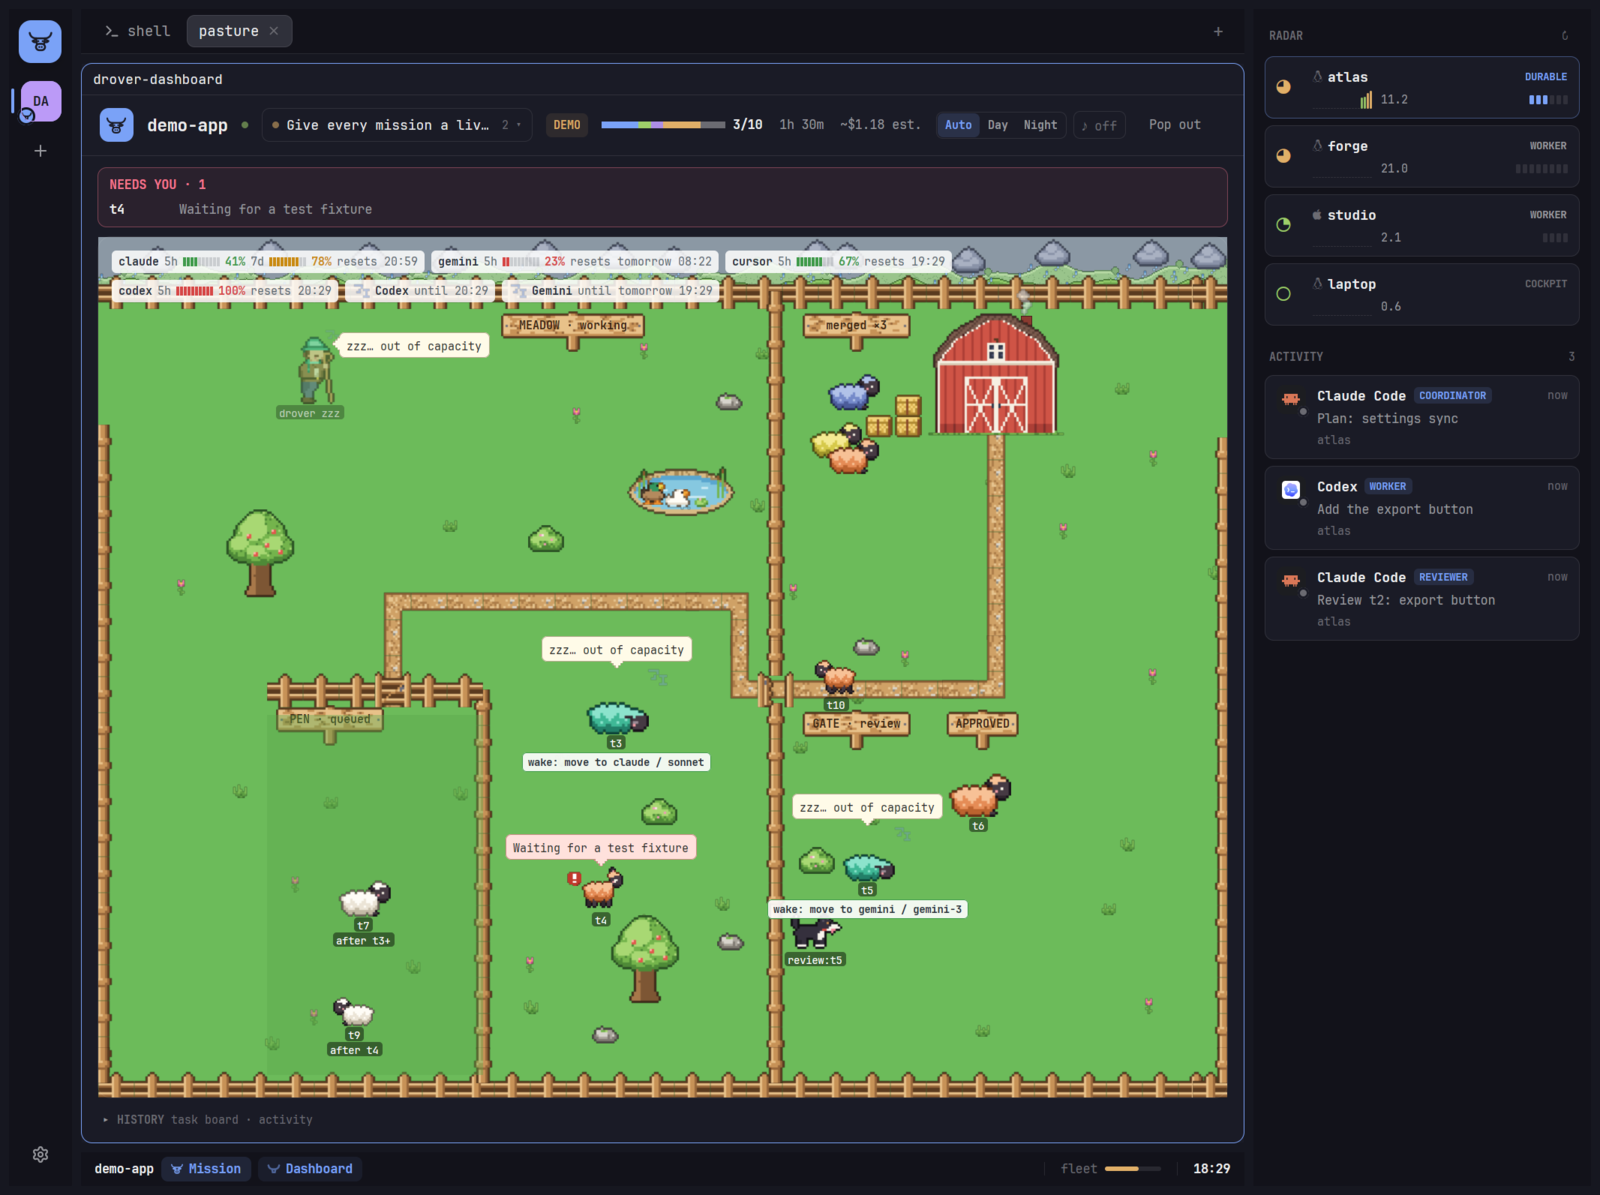 shell
pasture ×
+
DA
+
drover-dashboard
demo-app
Give every mission a liv… 2
DEMO
3/10
1h 30m
~$1.18 est.
Auto Day Night
♪ off
Pop out
NEEDS YOU · 1
t4 Waiting for a test fixture
claude 5h 41% 7d 78% resets 20:59
gemini 5h 23% resets tomorrow 08:22
cursor 5h 67% resets 19:29
codex 5h 100% resets 20:29
Codex until 20:29
Gemini until tomorrow 19:29
MEADOW · working
merged ×3
zzz… out of capacity
drover zzz
zzz… out of capacity
t3
wake: move to claude / sonnet
t10
PEN · queued
GATE · review
APPROVED
zzz… out of capacity
t6
Waiting for a test fixture
t5
wake: move to gemini / gemini-3
t4
t7
after t3+
review:t5
t9
after t4
▸ HISTORY task board · activity
demo-app
Mission
Dashboard
fleet
18:29
RADAR
atlas DURABLE
11.2
forge WORKER
21.0
studio WORKER
2.1
laptop COCKPIT
0.6
ACTIVITY 3
Claude Code COORDINATOR now
Plan: settings sync
atlas
Codex WORKER now
Add the export button
atlas
Claude Code REVIEWER now
Review t2: export button
atlas